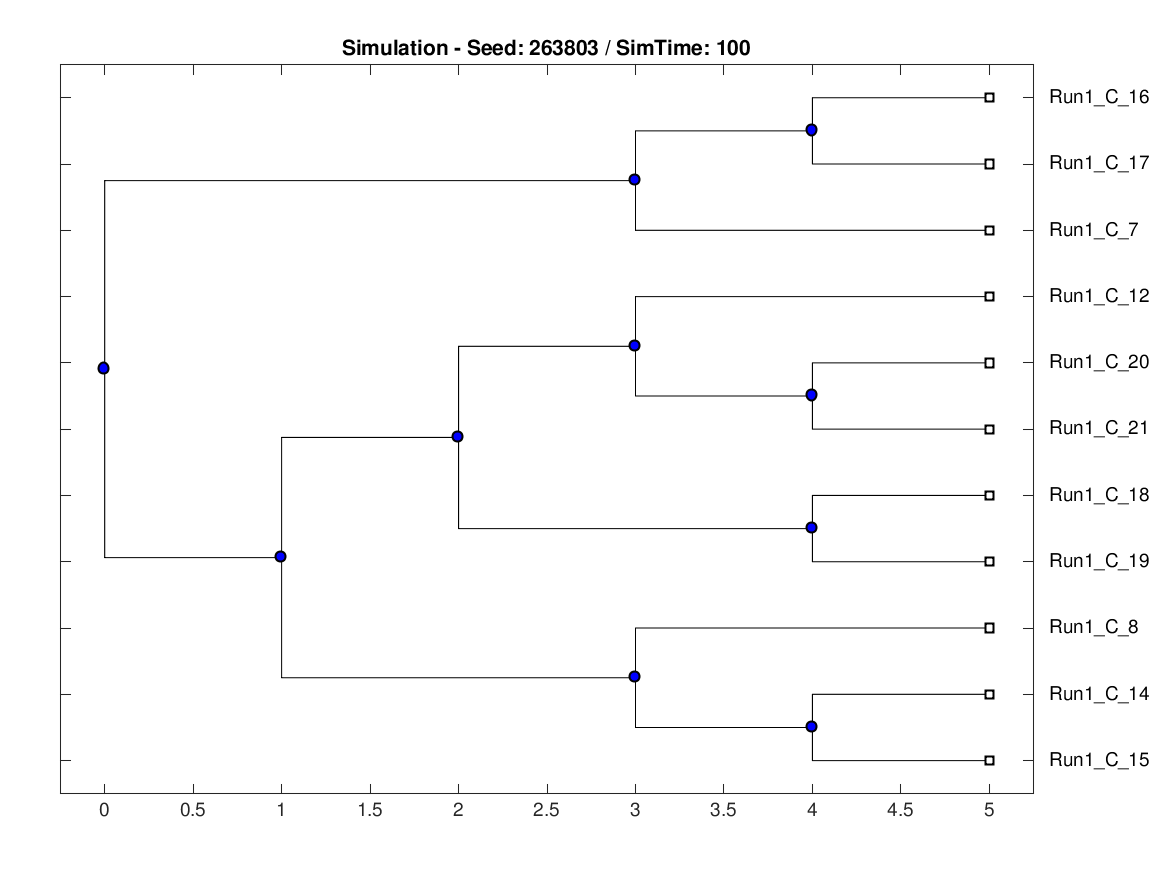 Simulation - Seed: 263803 / SimTime: 100
Run1_C_16
Run1_C_17
Run1_C_7
Run1_C_12
Run1_C_20
Run1_C_21
Run1_C_18
Run1_C_19
Run1_C_8
Run1_C_14
Run1_C_15
0 0.5 1 1.5 2 2.5 3 3.5 4 4.5 5